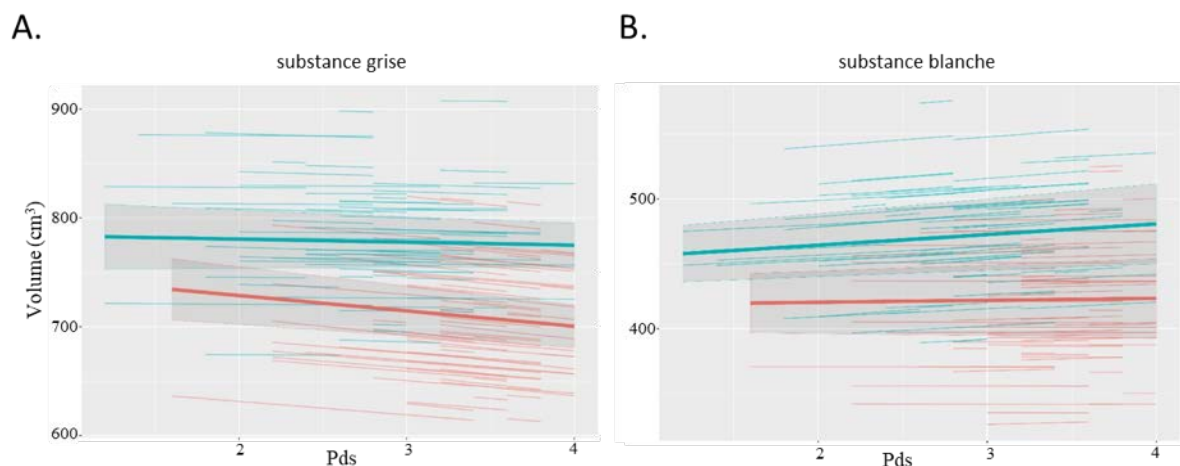 A.
substance grise
Volume (cm³)
900
800
700
600
2
3
4
Pds
B.
substance blanche
500
400
2
3
4
Pds